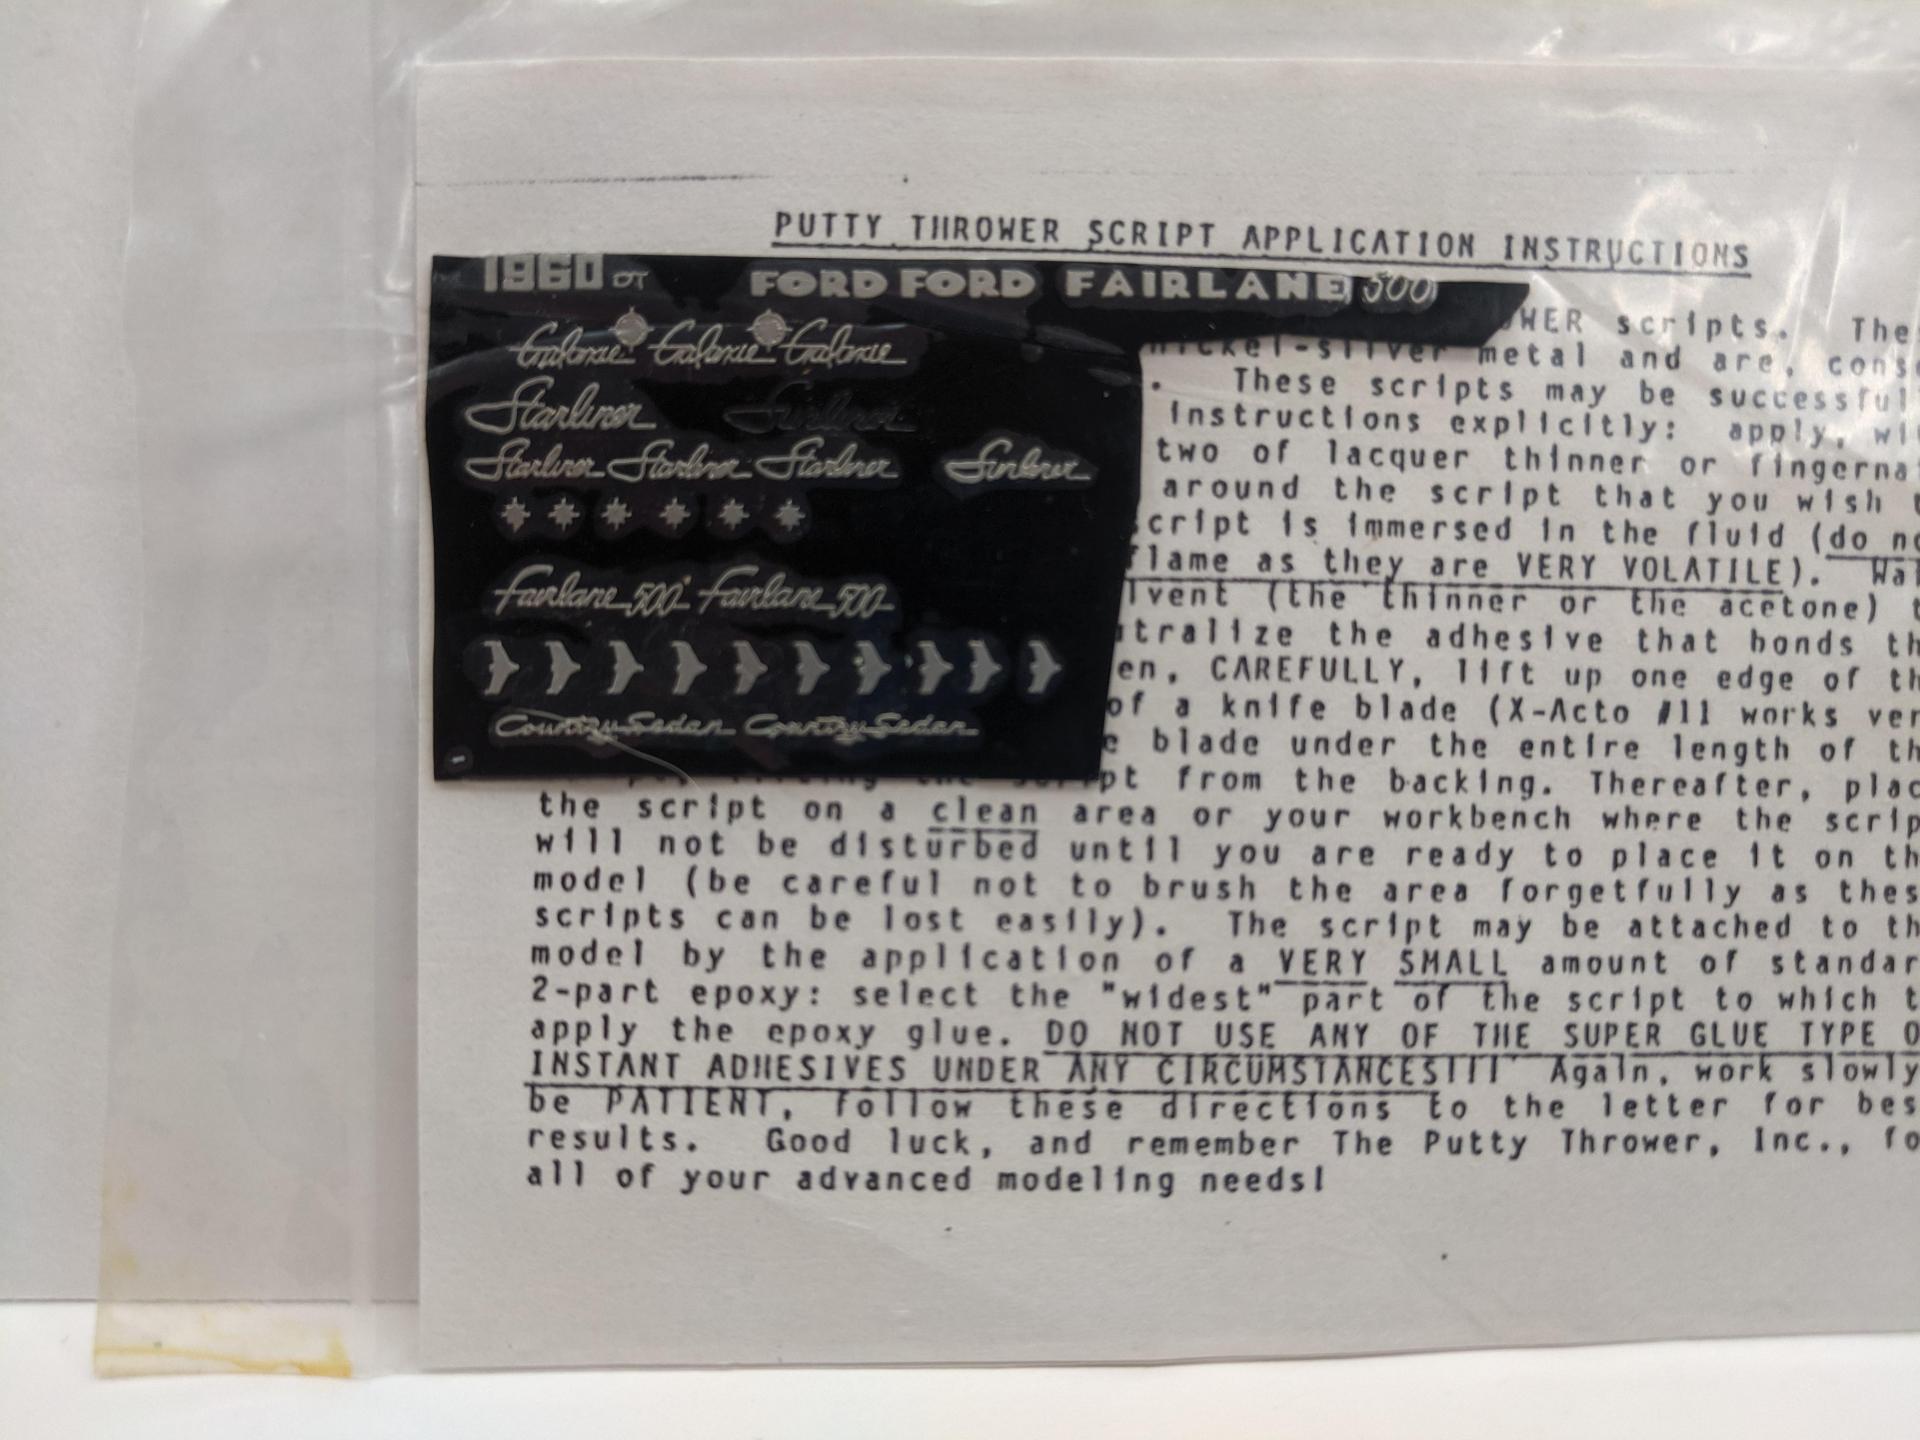 PUTTY THROWER SCRIPT APPLICATION INSTRUCTIONS
1960 FORD FORD FAIRLANE 500
Galaxie Galaxie Galaxie
Starliner Sunliner
Starliner Starliner Starliner Sunliner
Fairlane 500 Fairlane 500
Country Sedan Country Sedan
scripts. The
nickel-silver metal and are, cons
. These scripts may be successful
instructions explicitly: apply, wi
two of lacquer thinner or fingerna
around the script that you wish
script is immersed in the fluid (do no
flame as they are VERY VOLATILE). Wa
lvent (the thinner or the acetone) t
tralize the adhesive that bonds th
en, CAREFULLY, lift up one edge of th
of a knife blade (X-Acto #11 works ver
e blade under the entire length of th
pt from the backing. Thereafter, plac
the script on a clean area or your workbench where the scrip
will not be disturbed until you are ready to place it on th
model (be careful not to brush the area forgetfully as thes
scripts can be lost easily). The script may be attached to th
model by the application of a VERY SMALL amount of standar
2-part epoxy: select the "widest" part of the script to which t
apply the epoxy glue. DO NOT USE ANY OF THE SUPER GLUE TYPE O
INSTANT ADHESIVES UNDER ANY CIRCUMSTANCES!!! Again, work slowly
be PATIENT, follow these directions to the letter for bes
results. Good luck, and remember The Putty Thrower, Inc., fo
all of your advanced modeling needs!